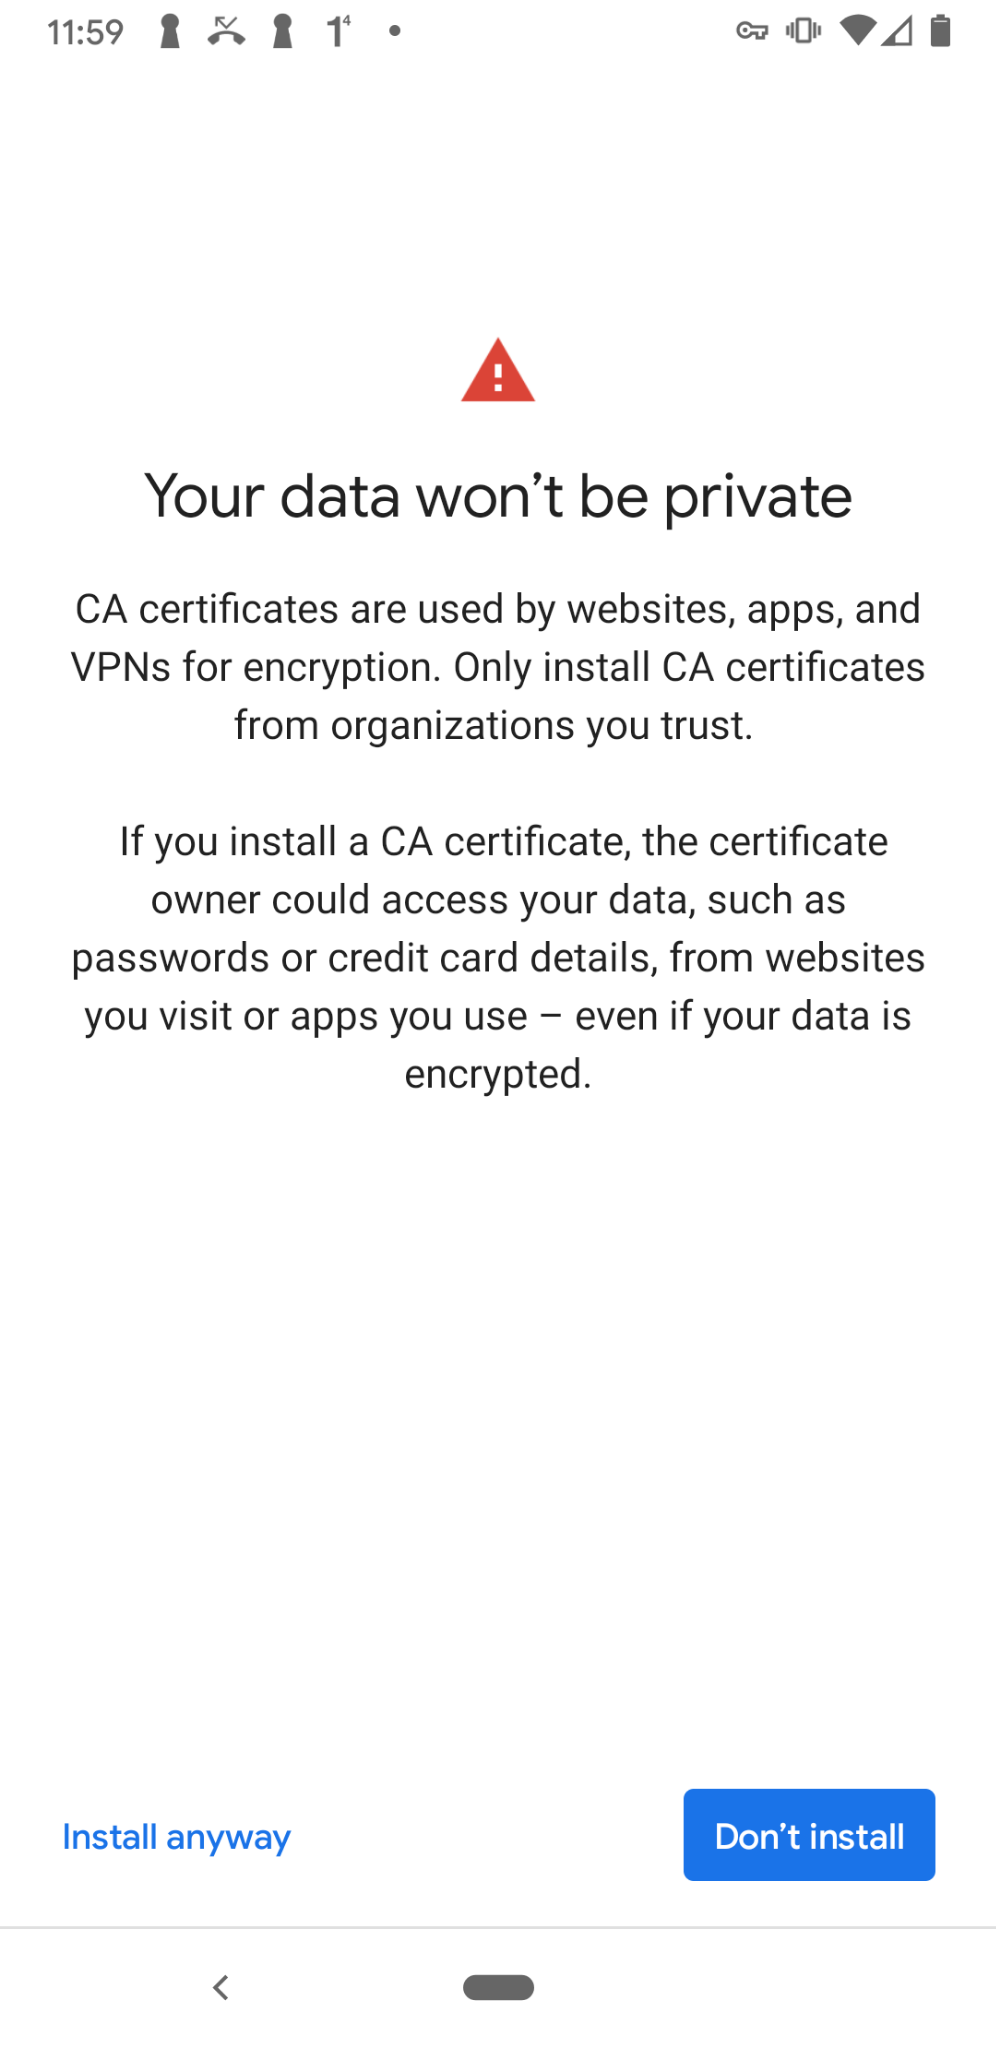 11:59 1⁴
Your data won’t be private
CA certificates are used by websites, apps, and
VPNs for encryption. Only install CA certificates
from organizations you trust.
If you install a CA certificate, the certificate
owner could access your data, such as
passwords or credit card details, from websites
you visit or apps you use – even if your data is
encrypted.
Install anyway
Don’t install